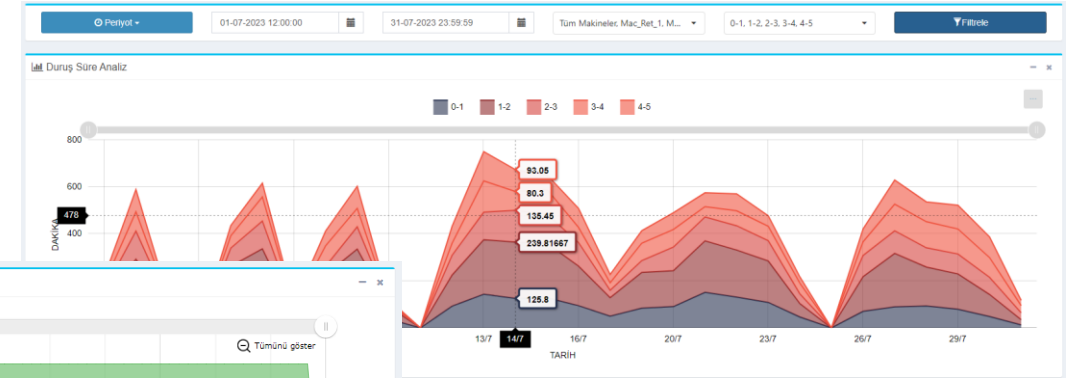 Periyot
01-07-2023 12:00:00
31-07-2023 23:59:59
Tüm Makineler, Mac_Ret_1, M...
0-1, 1-2, 2-3, 3-4, 4-5
Filtrele
Duruş Süre Analiz
0-1 1-2 2-3 3-4 4-5
800
600
478
400
DAKİKA
93.05
80.3
135.45
239.81667
125.8
13/7 14/7 16/7 20/7 23/7 26/7 29/7
TARİH
Tümünü göster